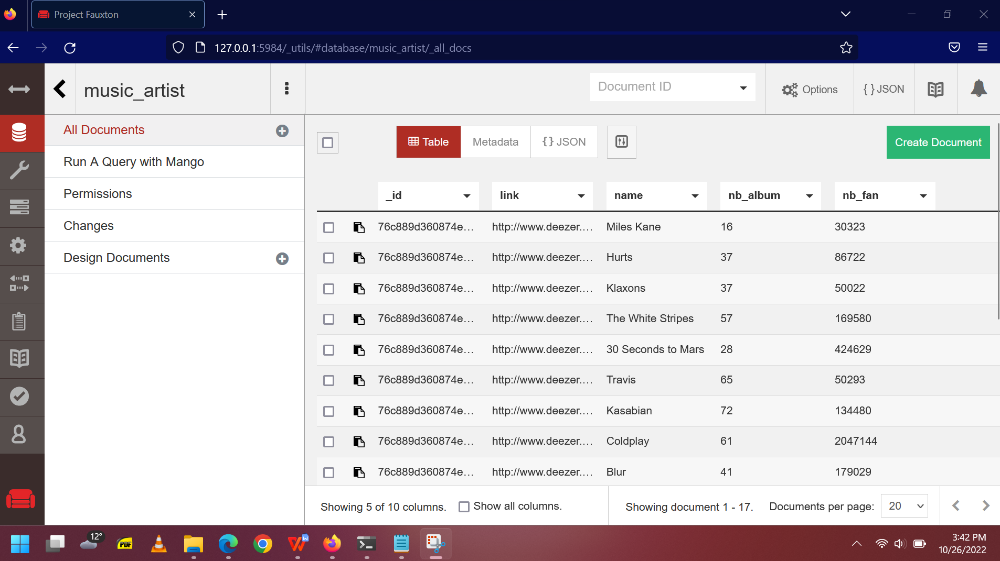 Project Fauxton
127.0.0.1:5984/_utils/#database/music_artist/_all_docs
music_artist
Document ID
Options
{ } JSON
All Documents
Run A Query with Mango
Permissions
Changes
Design Documents
Table
Metadata
{ } JSON
Create Document
_id link name nb_album nb_fan
76c889d360874e... http://www.deezer.... Miles Kane 16 30323
76c889d360874e... http://www.deezer.... Hurts 37 86722
76c889d360874e... http://www.deezer.... Klaxons 37 50022
76c889d360874e... http://www.deezer.... The White Stripes 57 169580
76c889d360874e... http://www.deezer.... 30 Seconds to Mars 28 424629
76c889d360874e... http://www.deezer.... Travis 65 50293
76c889d360874e... http://www.deezer.... Kasabian 72 134480
76c889d360874e... http://www.deezer.... Coldplay 61 2047144
76c889d360874e... http://www.deezer.... Blur 41 179029
Showing 5 of 10 columns.
Show all columns.
Showing document 1 - 17.
Documents per page: 20
12°
PDF
3:42 PM
10/26/2022